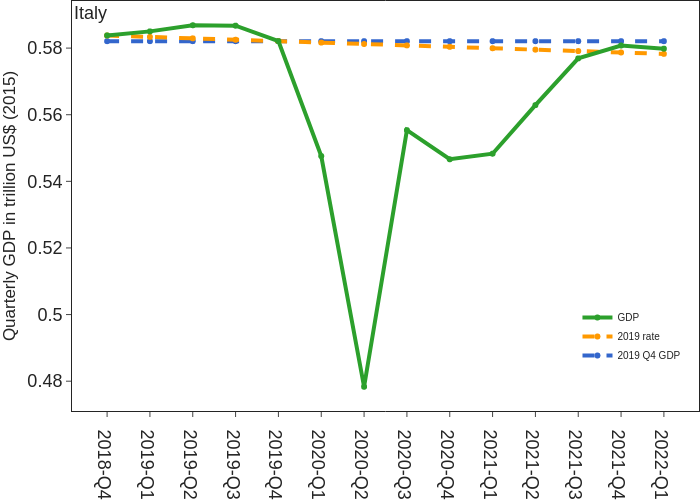 Italy
Quarterly GDP in trillion US$ (2015)
0.58
0.56
0.54
0.52
0.5
0.48
GDP
2019 rate
2019 Q4 GDP
2018-Q4
2019-Q1
2019-Q2
2019-Q3
2019-Q4
2020-Q1
2020-Q2
2020-Q3
2020-Q4
2021-Q1
2021-Q2
2021-Q3
2021-Q4
2022-Q1